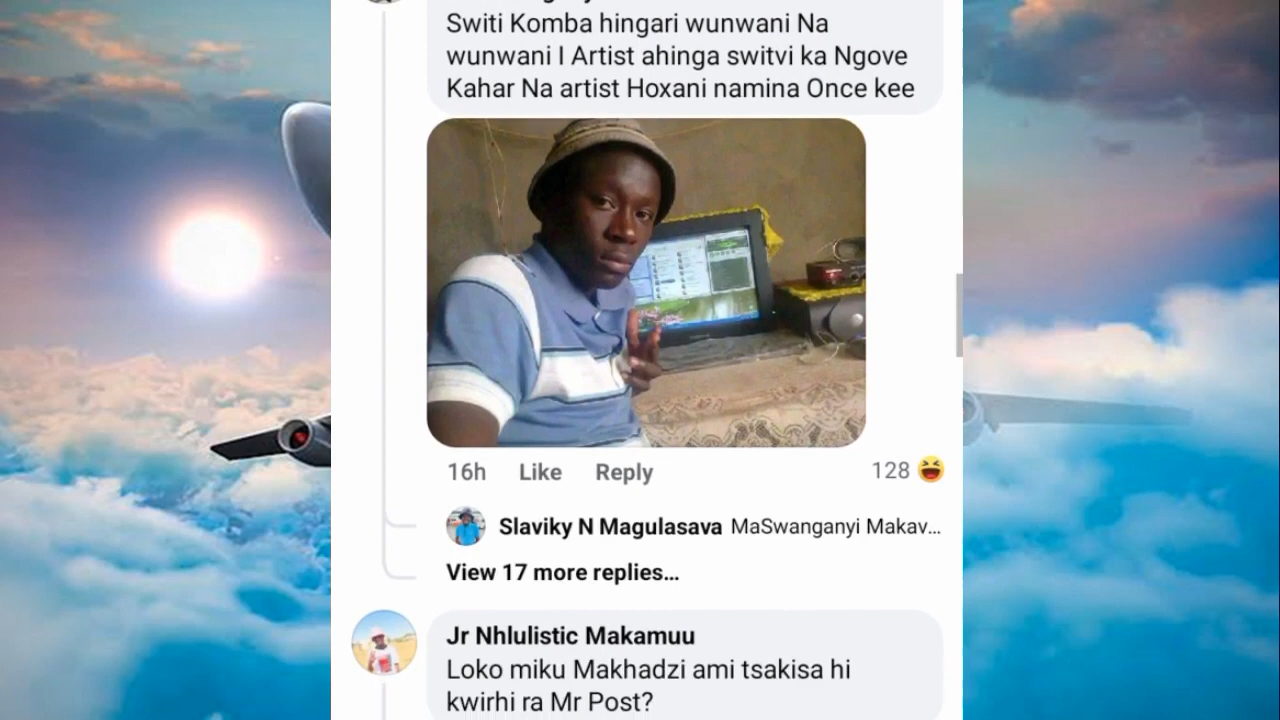 Switi Komba hingari wunwani Na
wunwani I Artist ahinga switvi ka Ngove
Kahar Na artist Hoxani namina Once kee
16h Like Reply 128
Slaviky N Magulasava MaSwanganyi Makav...
View 17 more replies...
Jr Nhlulistic Makamuu
Loko miku Makhadzi ami tsakisa hi
kwirhi ra Mr Post?